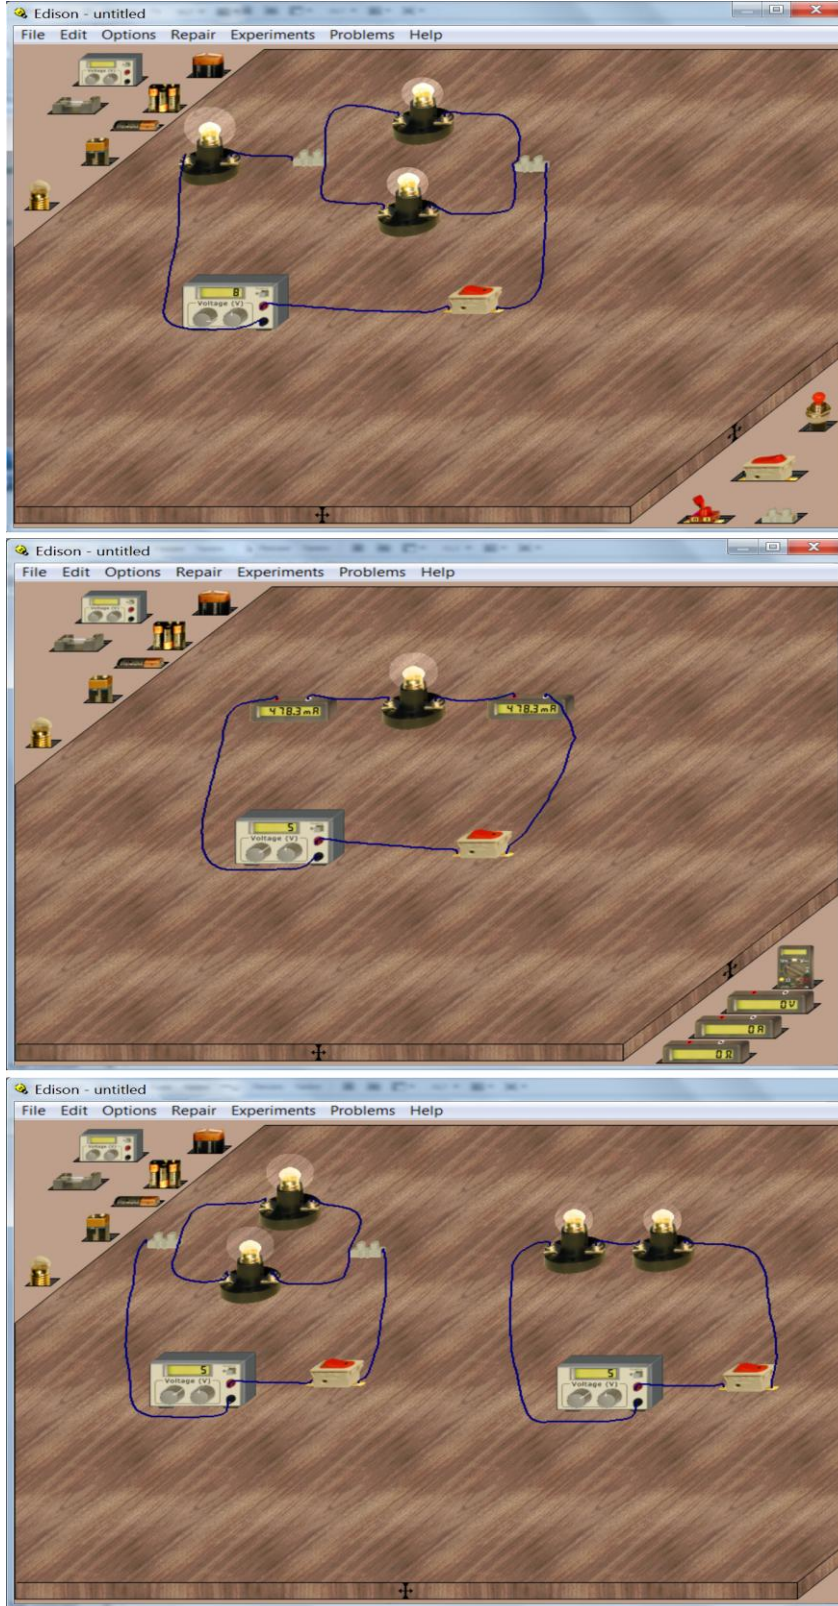 Edison - untitled
File Edit Options Repair Experiments Problems Help
8
Voltage (V)
Edison - untitled
File Edit Options Repair Experiments Problems Help
478.3mA
478.3mA
5
Voltage (V)
0V
0A
0A
Edison - untitled
File Edit Options Repair Experiments Problems Help
5
Voltage (V)
5
Voltage (V)